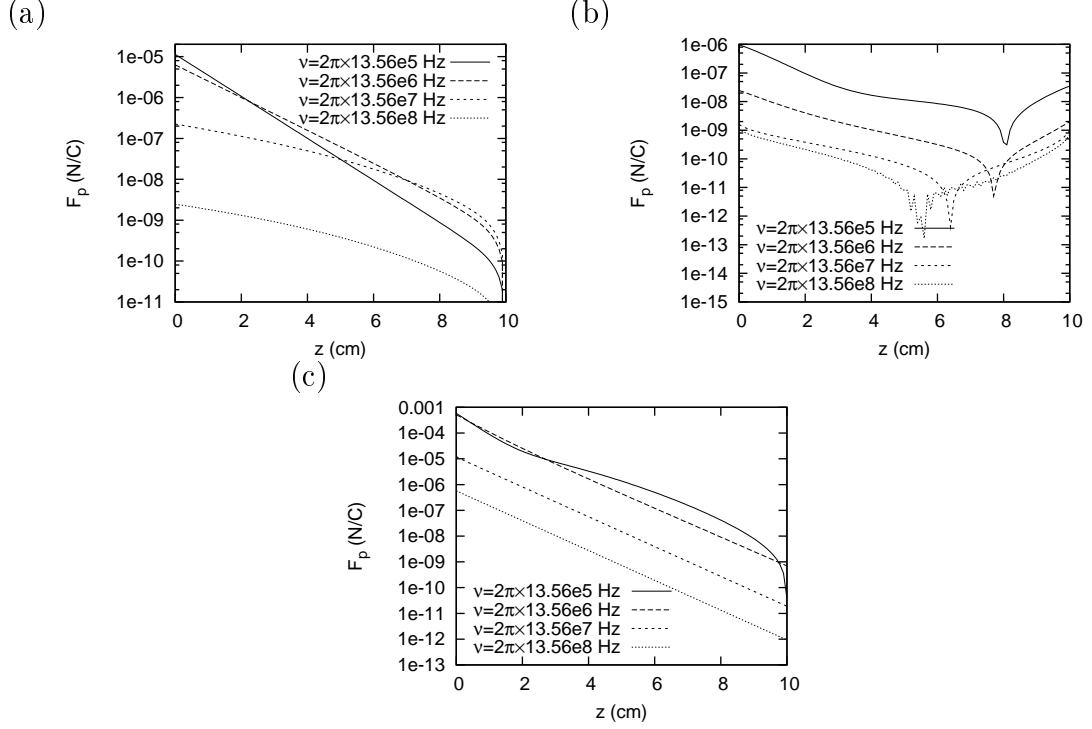 (a)
1e-05
1e-06
1e-07
1e-08
1e-09
1e-10
1e-11
0 2 4 6 8 10
F_p (N/C)
z (cm)
ν=2π×13.56e5 Hz
ν=2π×13.56e6 Hz
ν=2π×13.56e7 Hz
ν=2π×13.56e8 Hz
(b)
1e-06
1e-07
1e-08
1e-09
1e-10
1e-11
1e-12
1e-13
1e-14
1e-15
0 2 4 6 8 10
F_p (N/C)
z (cm)
ν=2π×13.56e5 Hz
ν=2π×13.56e6 Hz
ν=2π×13.56e7 Hz
ν=2π×13.56e8 Hz
(c)
0.001
1e-04
1e-05
1e-06
1e-07
1e-08
1e-09
1e-10
1e-11
1e-12
1e-13
0 2 4 6 8 10
F_p (N/C)
z (cm)
ν=2π×13.56e5 Hz
ν=2π×13.56e6 Hz
ν=2π×13.56e7 Hz
ν=2π×13.56e8 Hz